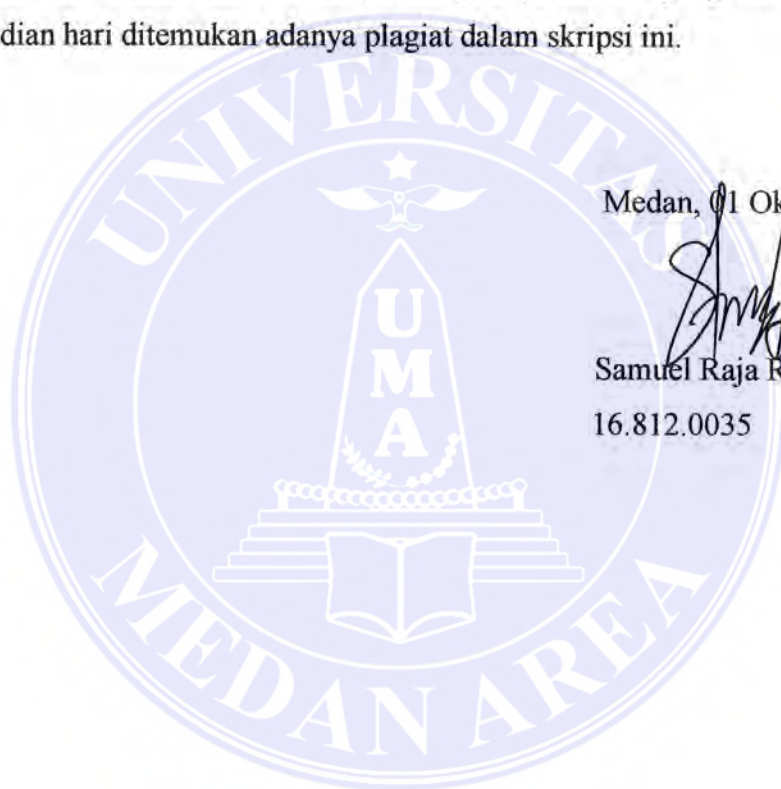 dian hari ditemukan adanya plagiat dalam skripsi ini.
UNIVERSITAS
Medan, 01 Ok
UMA
Samuel Raja R
16.812.0035
MEDAN AREA